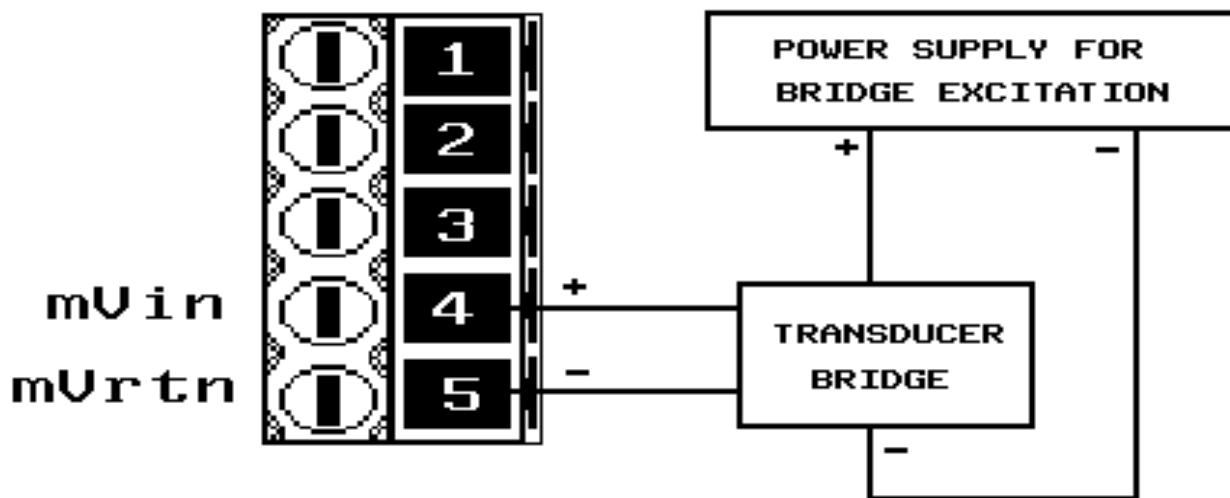 1
POWER SUPPLY FOR
BRIDGE EXCITATION
2
+
-
3
mVin
4
+
TRANSDUCER
BRIDGE
mVrtn
5
-
-